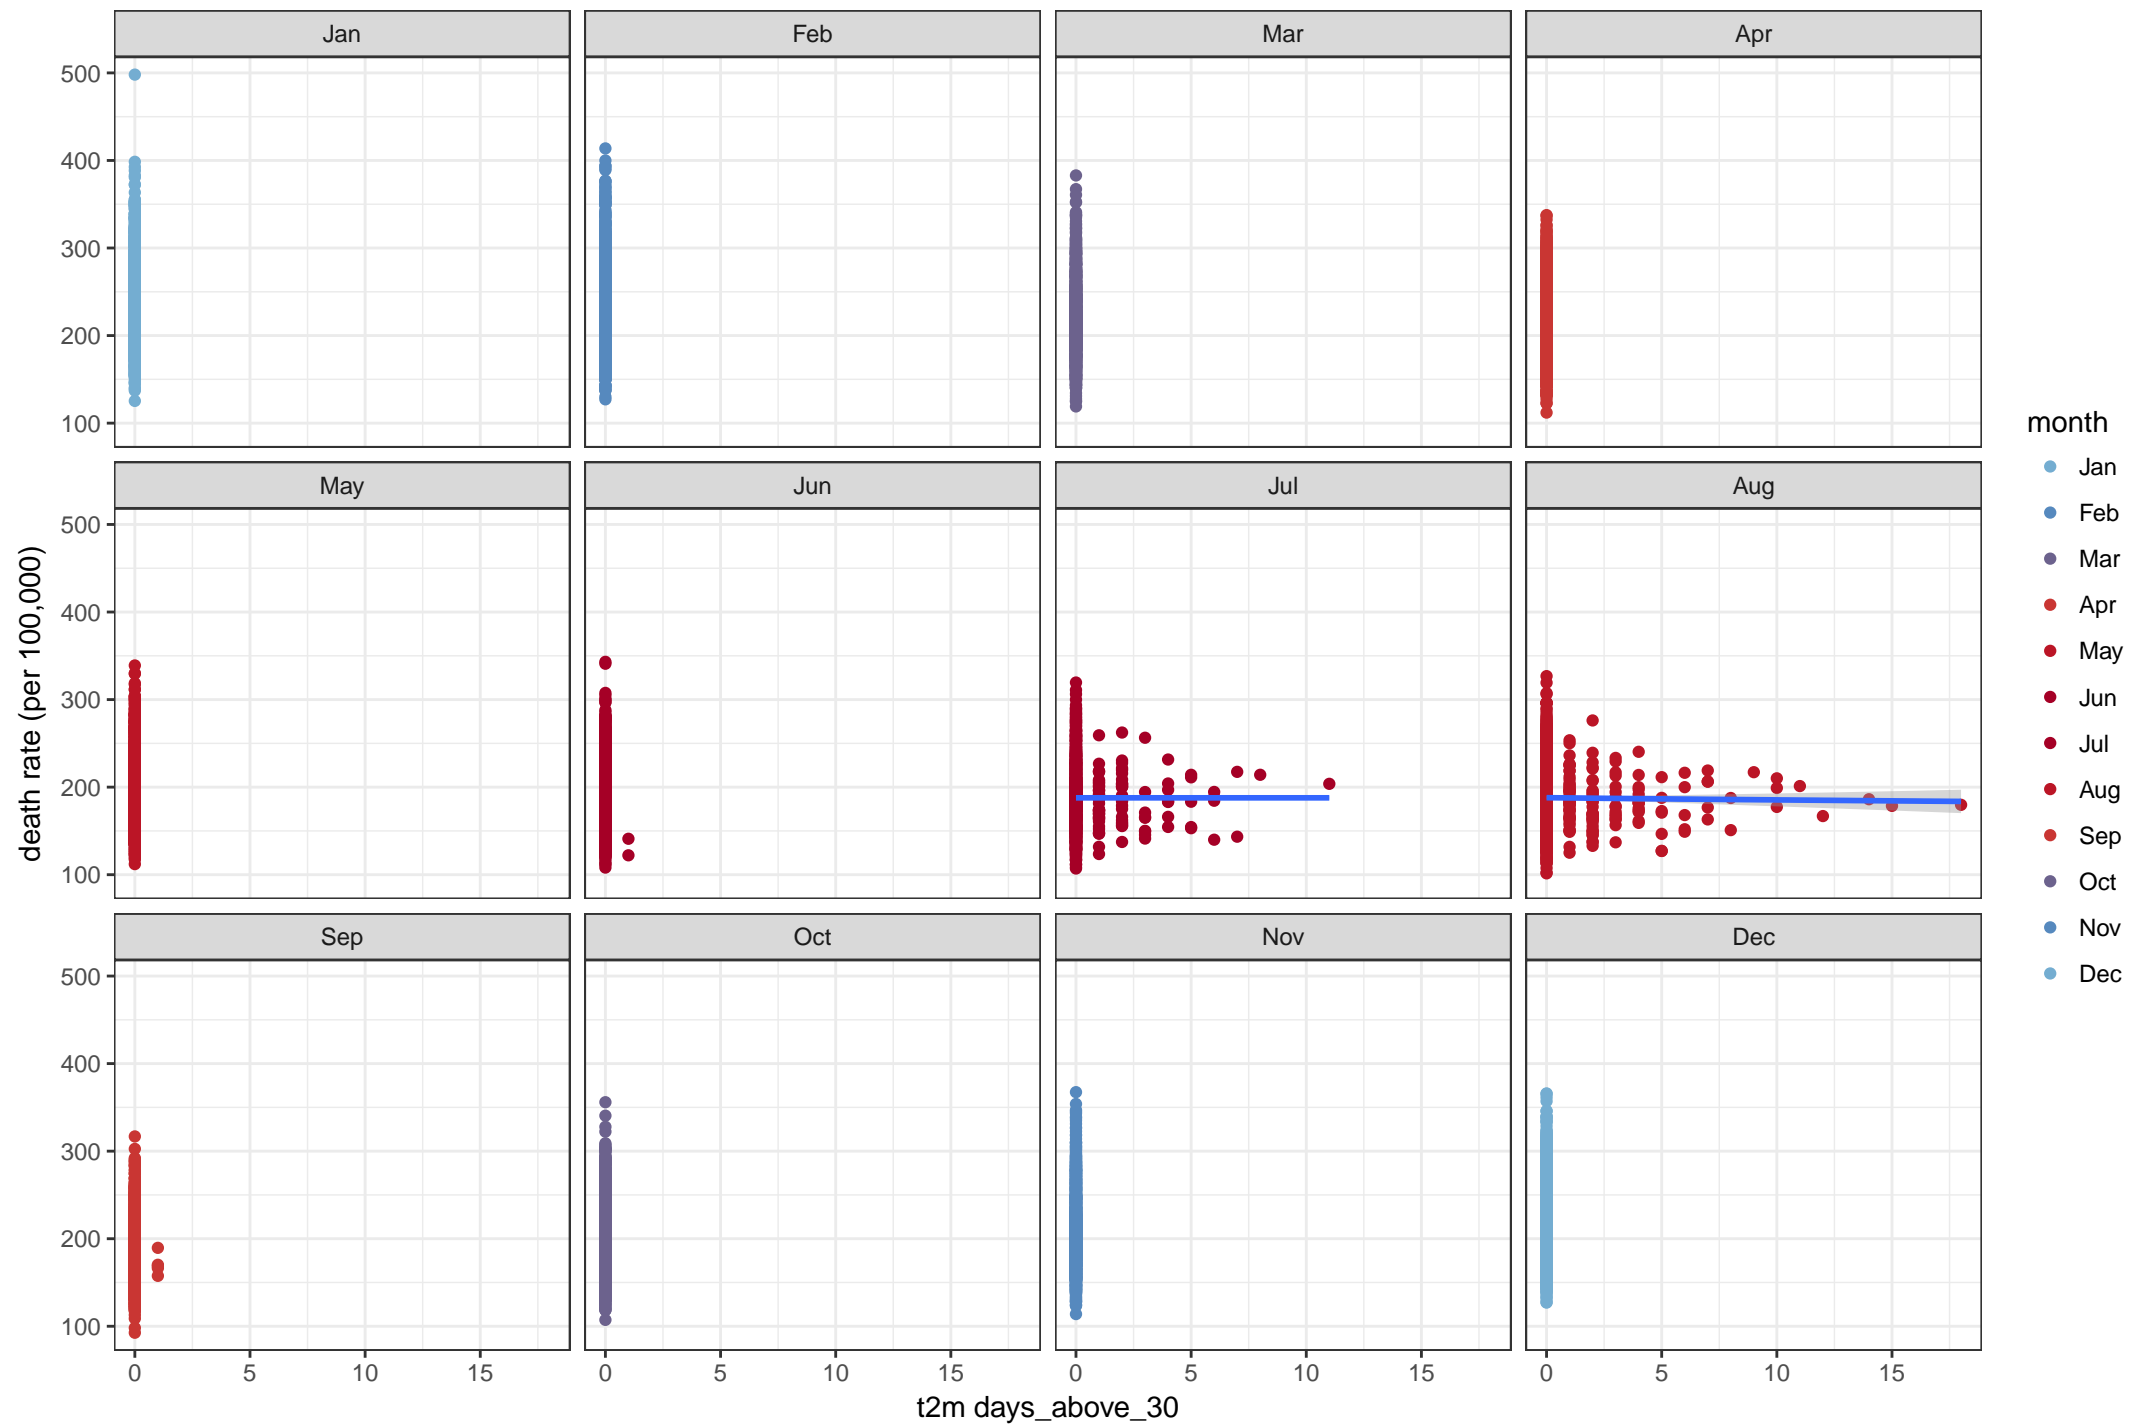 Jan Feb Mar Apr
500
400
300
200
100
May Jun Jul Aug
500
400
300
200
100
Sep Oct Nov Dec
500
400
300
200
100
0 5 10 15 0 5 10 15 0 5 10 15 0 5 10 15
t2m days_above_30
death rate (per 100,000)
month
Jan
Feb
Mar
Apr
May
Jun
Jul
Aug
Sep
Oct
Nov
Dec